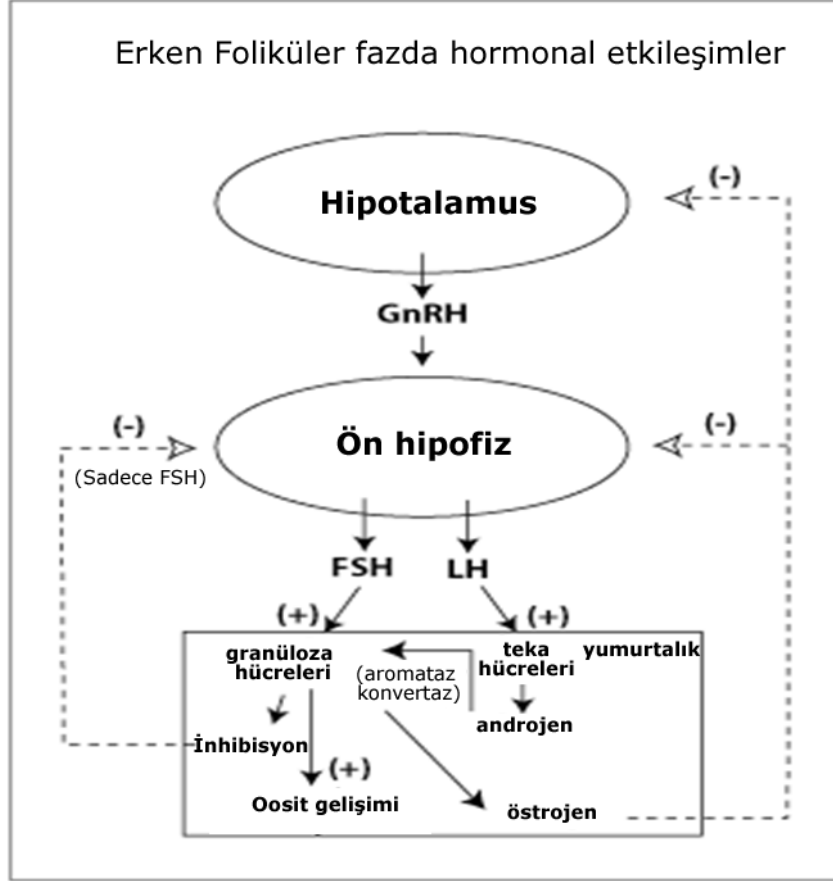 Erken Foliküler fazda hormonal etkileşimler
Hipotalamus
(-)
GnRH
Ön hipofiz
(-)
(Sadece FSH)
(-)
FSH
LH
(+)
(+)
granüloza
hücreleri
(aromataz
konvertaz)
teka
hücreleri
yumurtalık
androjen
İnhibisyon
(+)
Oosit gelişimi
östrojen